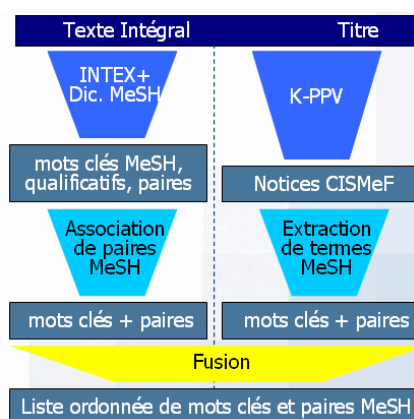 Texte Intégral
Titre
INTEX+
Dic. MeSH
K-PPV
mots clés MeSH,
qualificatifs, paires
Notices CISMeF
Association
de paires
MeSH
Extraction
de termes
MeSH
mots clés + paires
mots clés + paires
Fusion
Liste ordonnée de mots clés et paires MeSH